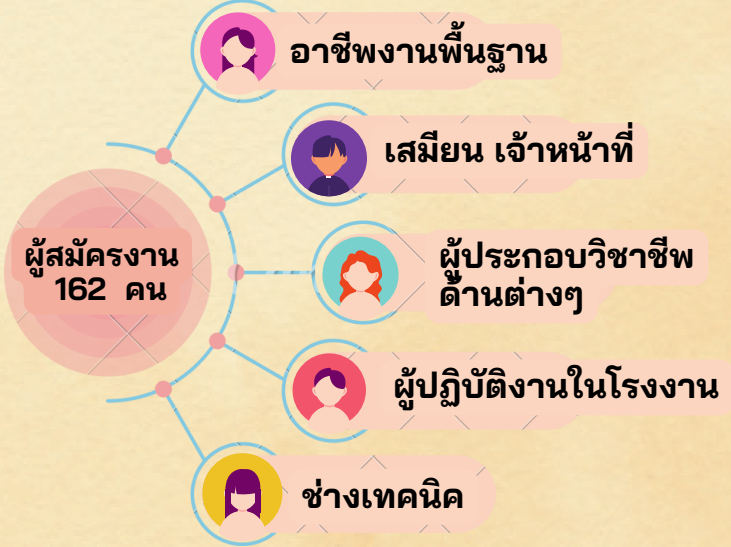 อาชีพงานพื้นฐาน
เสมียน เจ้าหน้าที่
ผู้สมัครงาน
162 คน
ผู้ประกอบวิชาชีพ
ด้านต่างๆ
ผู้ปฏิบัติงานในโรงงาน
ช่างเทคนิค